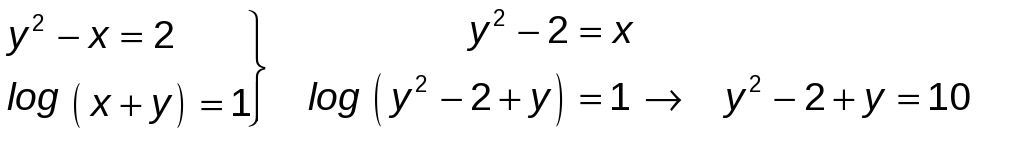 y² − x = 2 } y² − 2 = x
log (x + y) = 1 } log (y² − 2 + y) = 1 → y² − 2 + y = 10